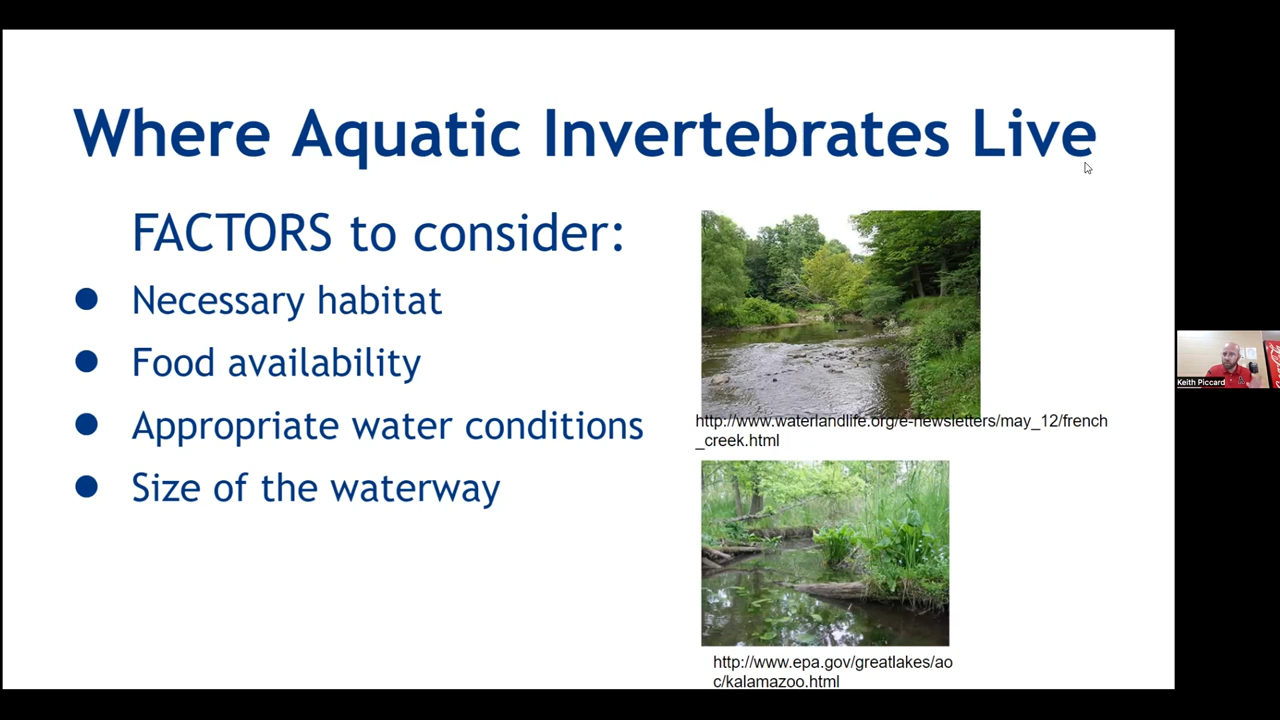 Where Aquatic Invertebrates Live
FACTORS to consider:
● Necessary habitat
● Food availability
● Appropriate water conditions
● Size of the waterway
http://www.waterlandlife.org/e-newsletters/may_12/french
_creek.html
http://www.epa.gov/greatlakes/ao
c/kalamazoo.html
Keith Piccard